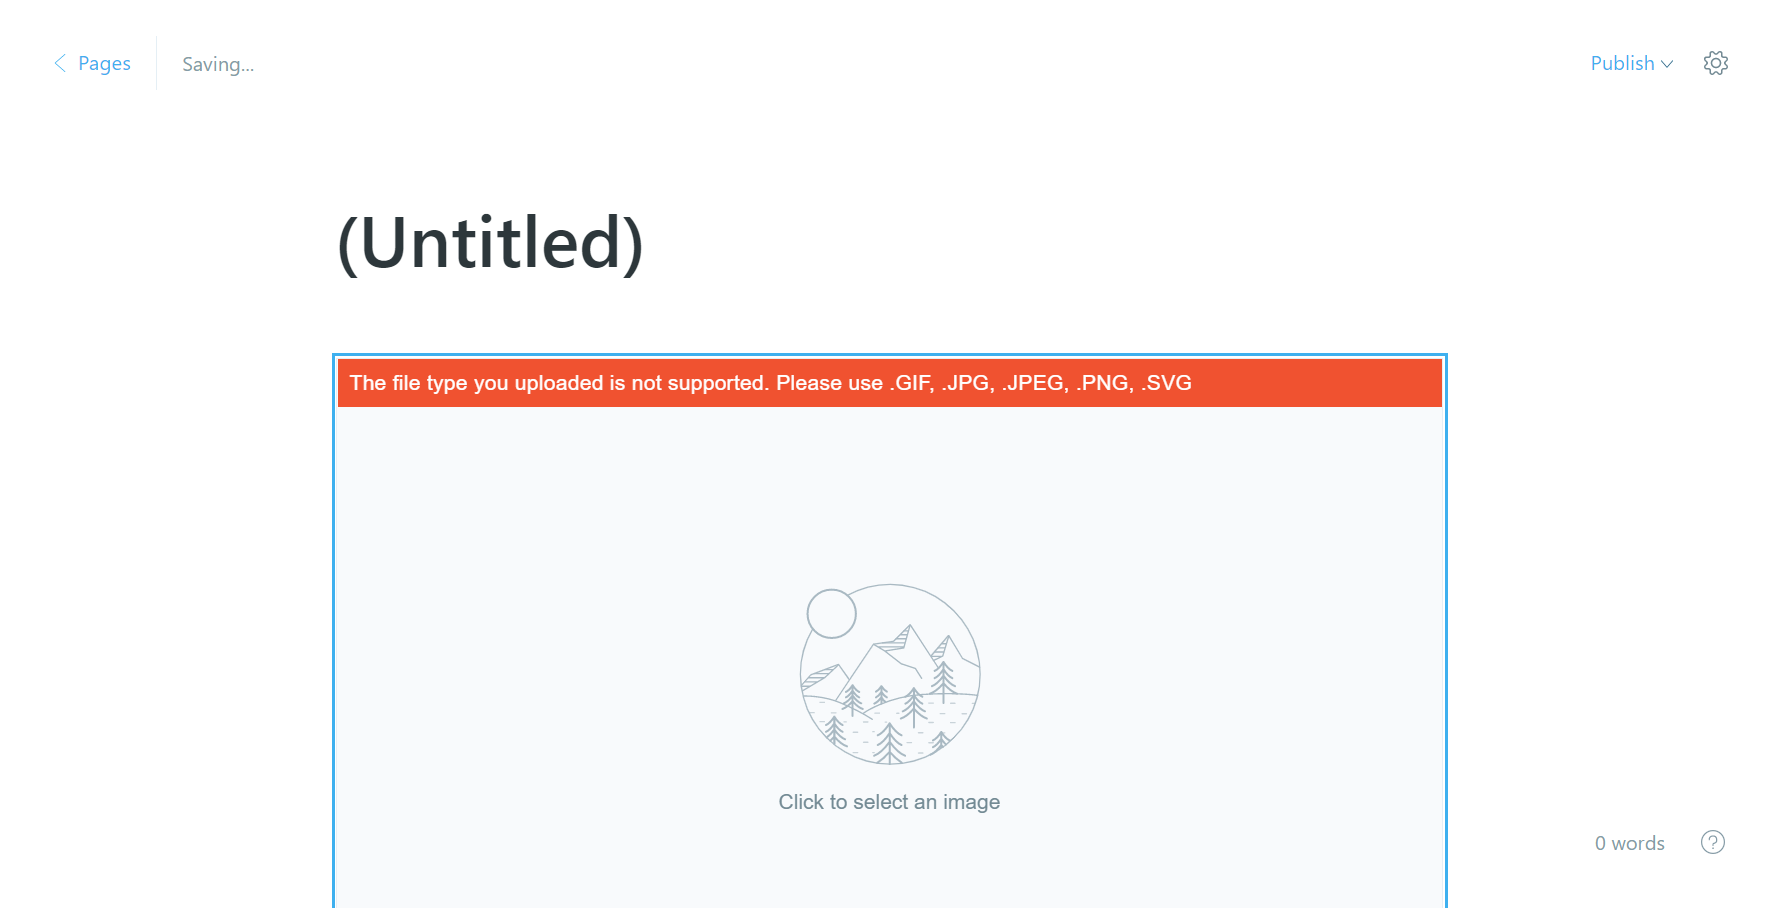 Pages
Saving...
Publish
(Untitled)
The file type you uploaded is not supported. Please use .GIF, .JPG, .JPEG, .PNG, .SVG
Click to select an image
0 words
?